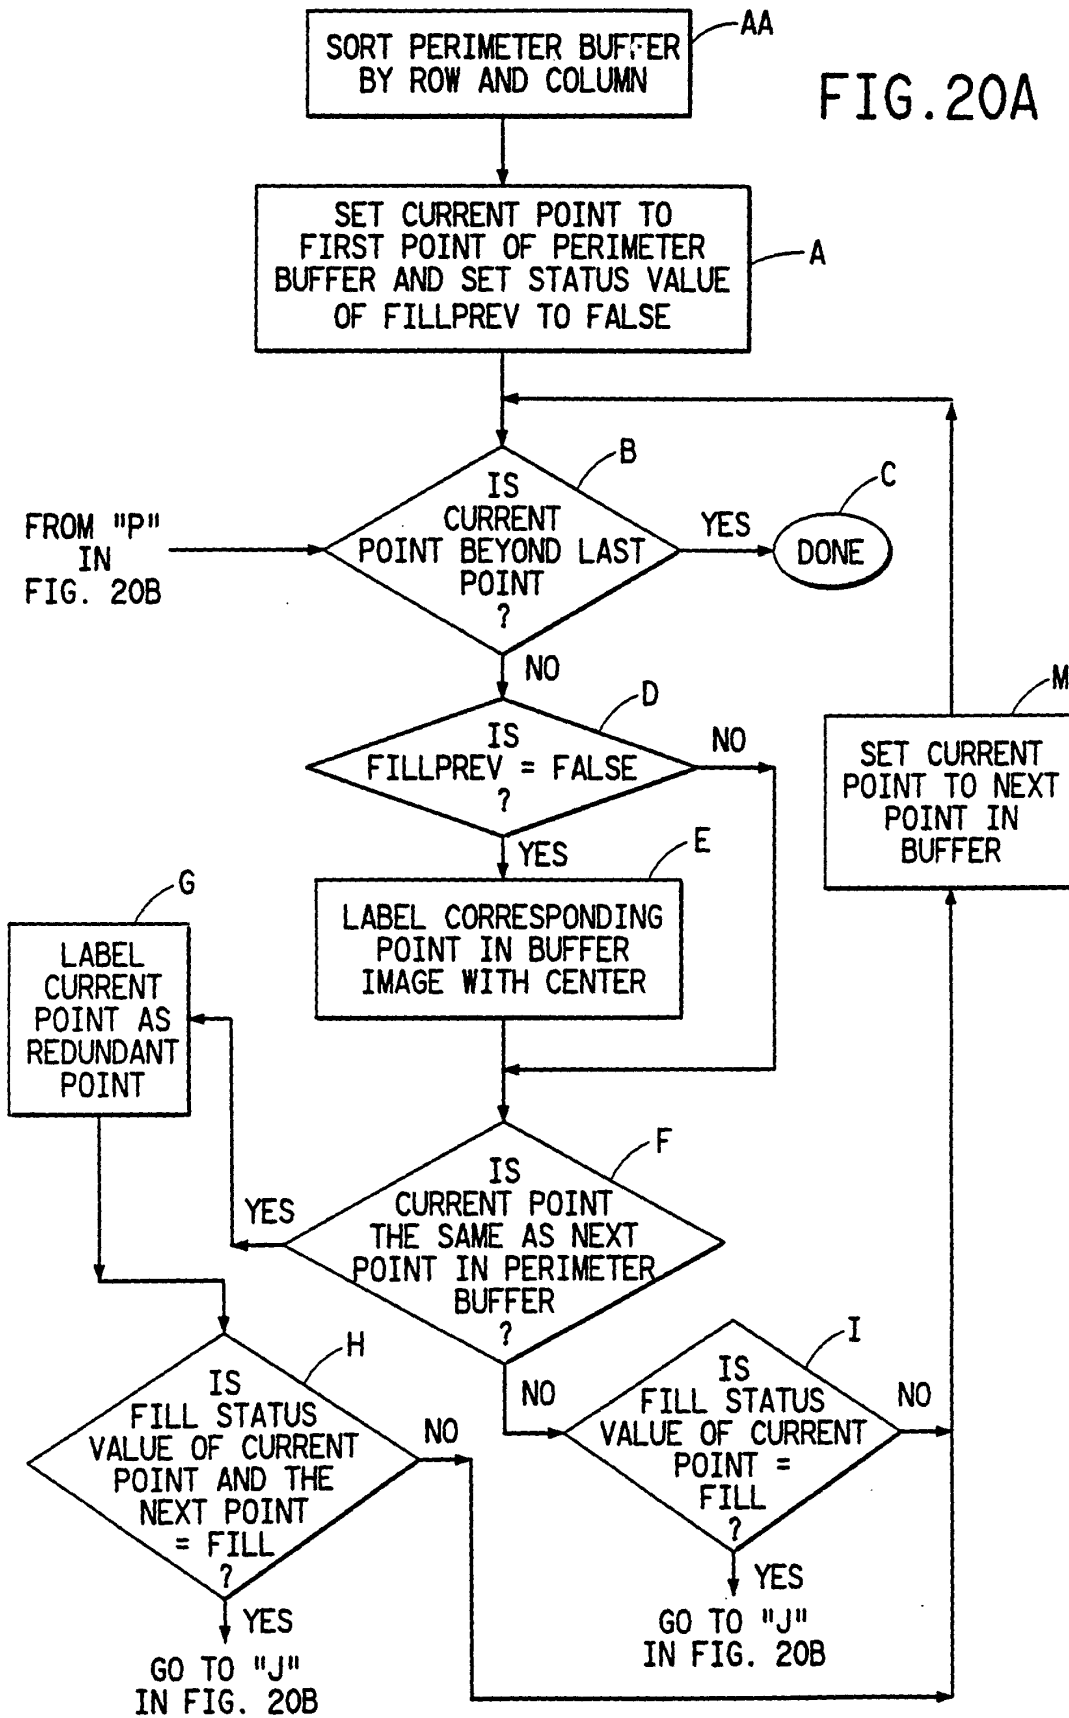 AA
SORT PERIMETER BUFFER
BY ROW AND COLUMN
FIG.20A
SET CURRENT POINT TO
FIRST POINT OF PERIMETER
BUFFER AND SET STATUS VALUE
OF FILLPREV TO FALSE
A
B
IS
CURRENT
POINT BEYOND LAST
POINT
?
FROM "P"
IN
FIG. 20B
YES
C
DONE
NO
D
IS
FILLPREV = FALSE
?
NO
M
SET CURRENT
POINT TO NEXT
POINT IN
BUFFER
YES
E
LABEL CORRESPONDING
POINT IN BUFFER
IMAGE WITH CENTER
G
LABEL
CURRENT
POINT AS
REDUNDANT
POINT
F
IS
CURRENT POINT
THE SAME AS NEXT
POINT IN PERIMETER
BUFFER
?
YES
NO
H
IS
FILL STATUS
VALUE OF CURRENT
POINT AND THE
NEXT POINT
= FILL
?
NO
YES
GO TO "J"
IN FIG. 20B
I
IS
FILL STATUS
VALUE OF CURRENT
POINT =
FILL
?
NO
YES
GO TO "J"
IN FIG. 20B